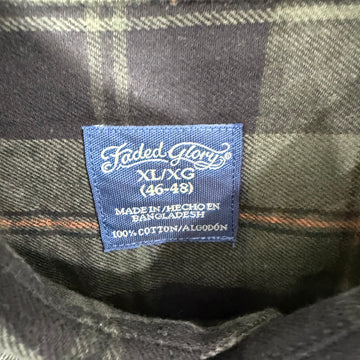 Faded Glory®
XL/XG
(46-48)
MADE IN/HECHO EN
BANGLADESH
100% COTTON/ALGODÓN